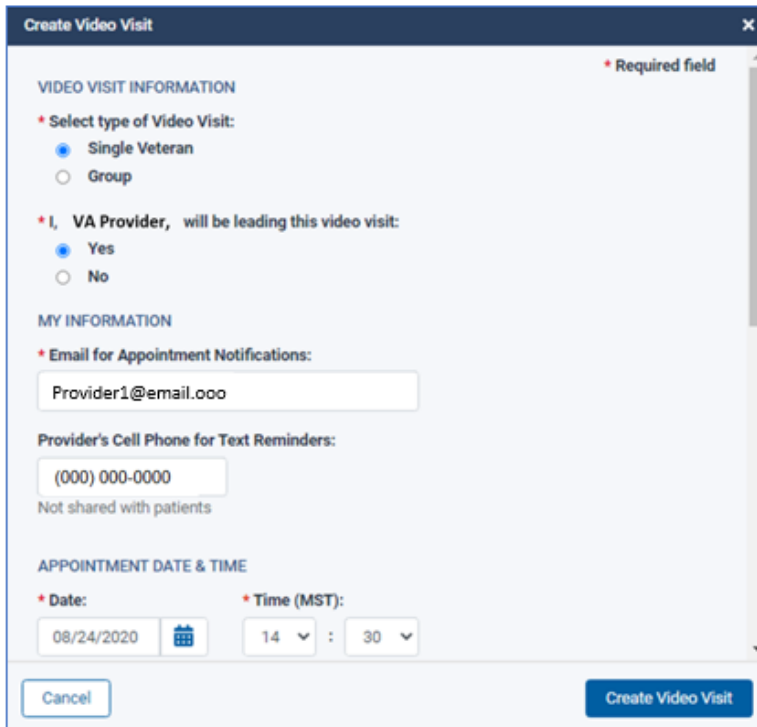 Create Video Visit ×
* Required field
VIDEO VISIT INFORMATION
* Select type of Video Visit:
Single Veteran
Group
* I, VA Provider, will be leading this video visit:
Yes
No
MY INFORMATION
* Email for Appointment Notifications:
Provider1@email.ooo
Provider's Cell Phone for Text Reminders:
(000) 000-0000
Not shared with patients
APPOINTMENT DATE & TIME
* Date: * Time (MST):
08/24/2020 14 : 30
Cancel Create Video Visit